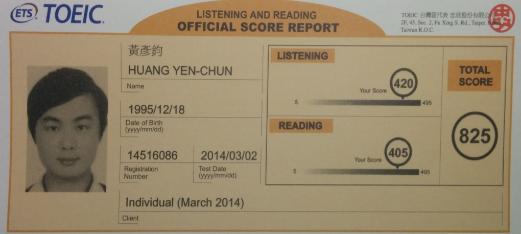 ETS TOEIC.
LISTENING AND READING
OFFICIAL SCORE REPORT
TOEIC 台灣區代表 忠欣股份有限公司
2F, 45, Sec. 2, Fu Xing S. Rd., Taipei
Taiwan R.O.C.
黃彥鈞
HUANG YEN-CHUN
Name
1995/12/18
Date of Birth
(yyyy/mm/dd)
14516086 2014/03/02
Registration Number
Test Date
(yyyy/mm/dd)
Individual (March 2014)
Client
LISTENING
Your Score
420
5 495
READING
Your Score
405
5 495
TOTAL
SCORE
825